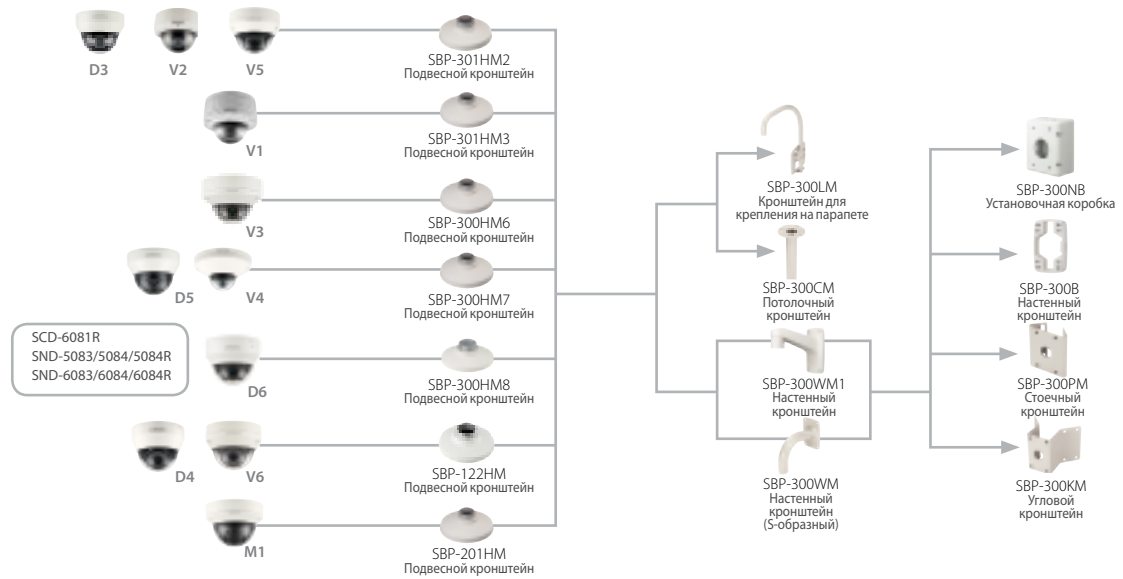 D3
V2
V5
SBP-301HM2
Подвесной кронштейн
V1
SBP-301HM3
Подвесной кронштейн
V3
SBP-300HM6
Подвесной кронштейн
D5
V4
SBP-300HM7
Подвесной кронштейн
SCD-6081R
SND-5083/5084/5084R
SND-6083/6084/6084R
D6
SBP-300HM8
Подвесной кронштейн
D4
V6
SBP-122HM
Подвесной кронштейн
M1
SBP-201HM
Подвесной кронштейн
SBP-300LM
Кронштейн для
крепления на парапете
SBP-300CM
Потолочный
кронштейн
SBP-300WM1
Настенный
кронштейн
SBP-300WM
Настенный
кронштейн
(S-образный)
SBP-300NB
Установочная коробка
SBP-300B
Настенный
кронштейн
SBP-300PM
Стоечный
кронштейн
SBP-300KM
Угловой
кронштейн